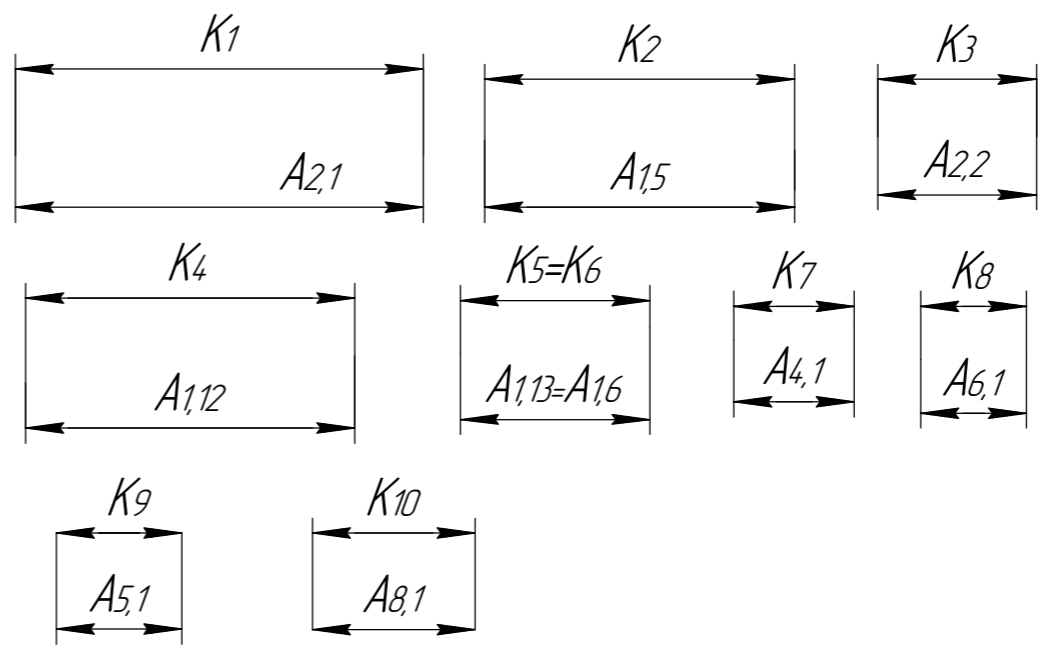 K1 K2 K3
A2,1 A1,5 A2,2
K4 K5=K6 K7 K8
A1,12 A1,13=A1,6 A4,1 A6,1
K9 K10
A5,1 A8,1